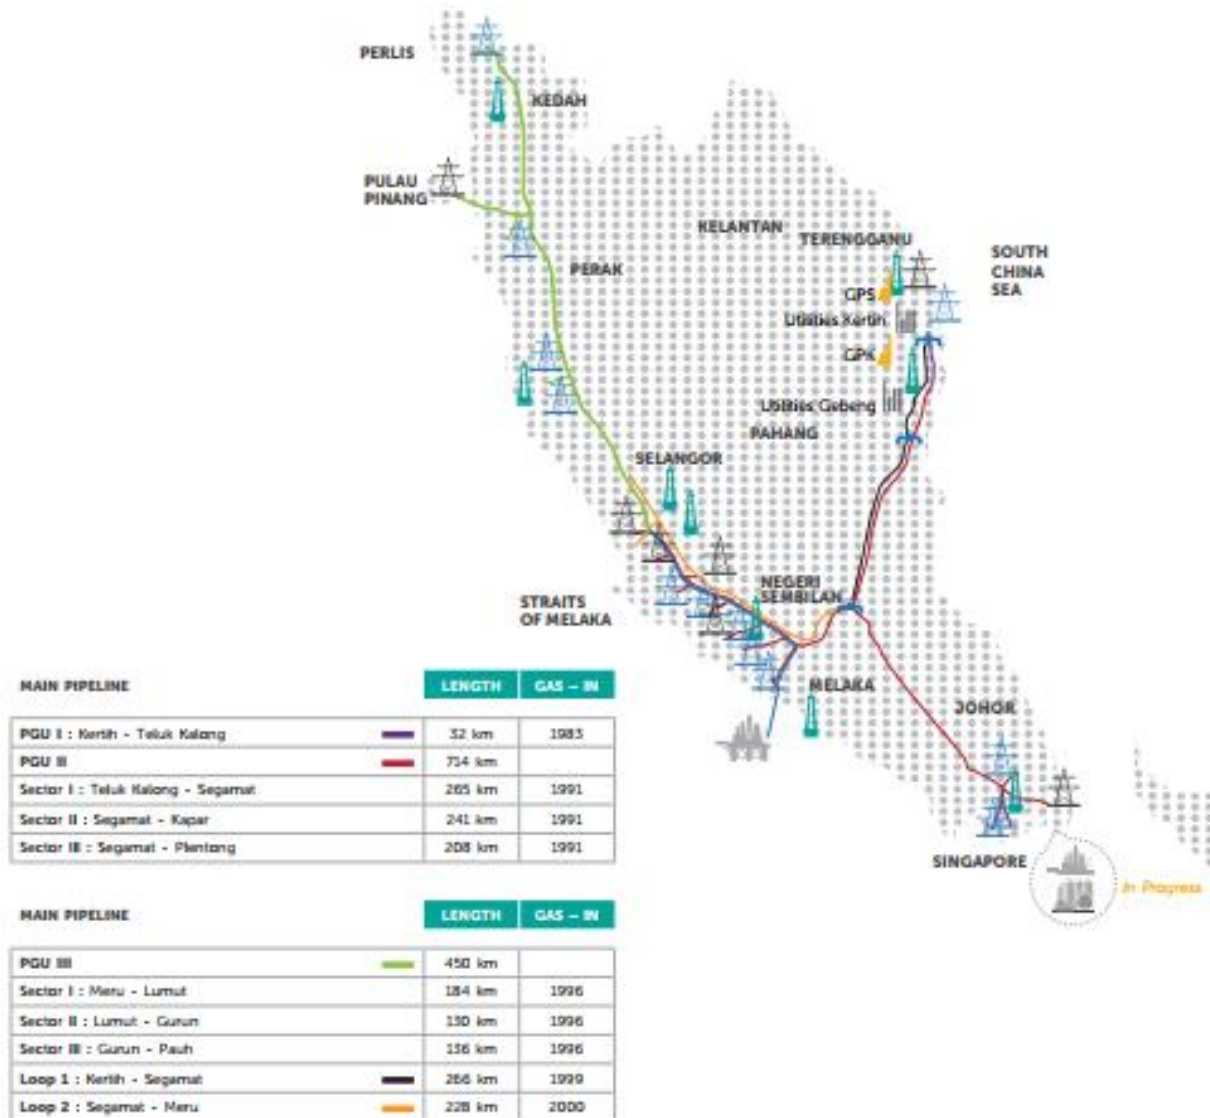 PERLIS
KEDAH
PULAU
PINANG
KELANTAN
TERENGGANU
SOUTH
CHINA
SEA
PERAK
GPS
Utilities Kertih
GPK
Utilities Gebeng
PAHANG
SELANGOR
NEGERI
SEMBILAN
STRAITS
OF MELAKA
MELAKA
JOHOR
SINGAPORE
In Progress
MAIN PIPELINE LENGTH GAS – IN
PGU I : Kertih - Teluk Kalong 32 km 1983
PGU II 714 km
Sector I : Teluk Kalong - Segamat 265 km 1991
Sector II : Segamat - Kapar 241 km 1991
Sector III : Segamat - Plentong 208 km 1991
MAIN PIPELINE LENGTH GAS – IN
PGU III 450 km
Sector I : Meru - Lumut 184 km 1996
Sector II : Lumut - Gurun 130 km 1996
Sector III : Gurun - Pauh 136 km 1996
Loop 1 : Kertih - Segamat 266 km 1999
Loop 2 : Segamat - Meru 228 km 2000